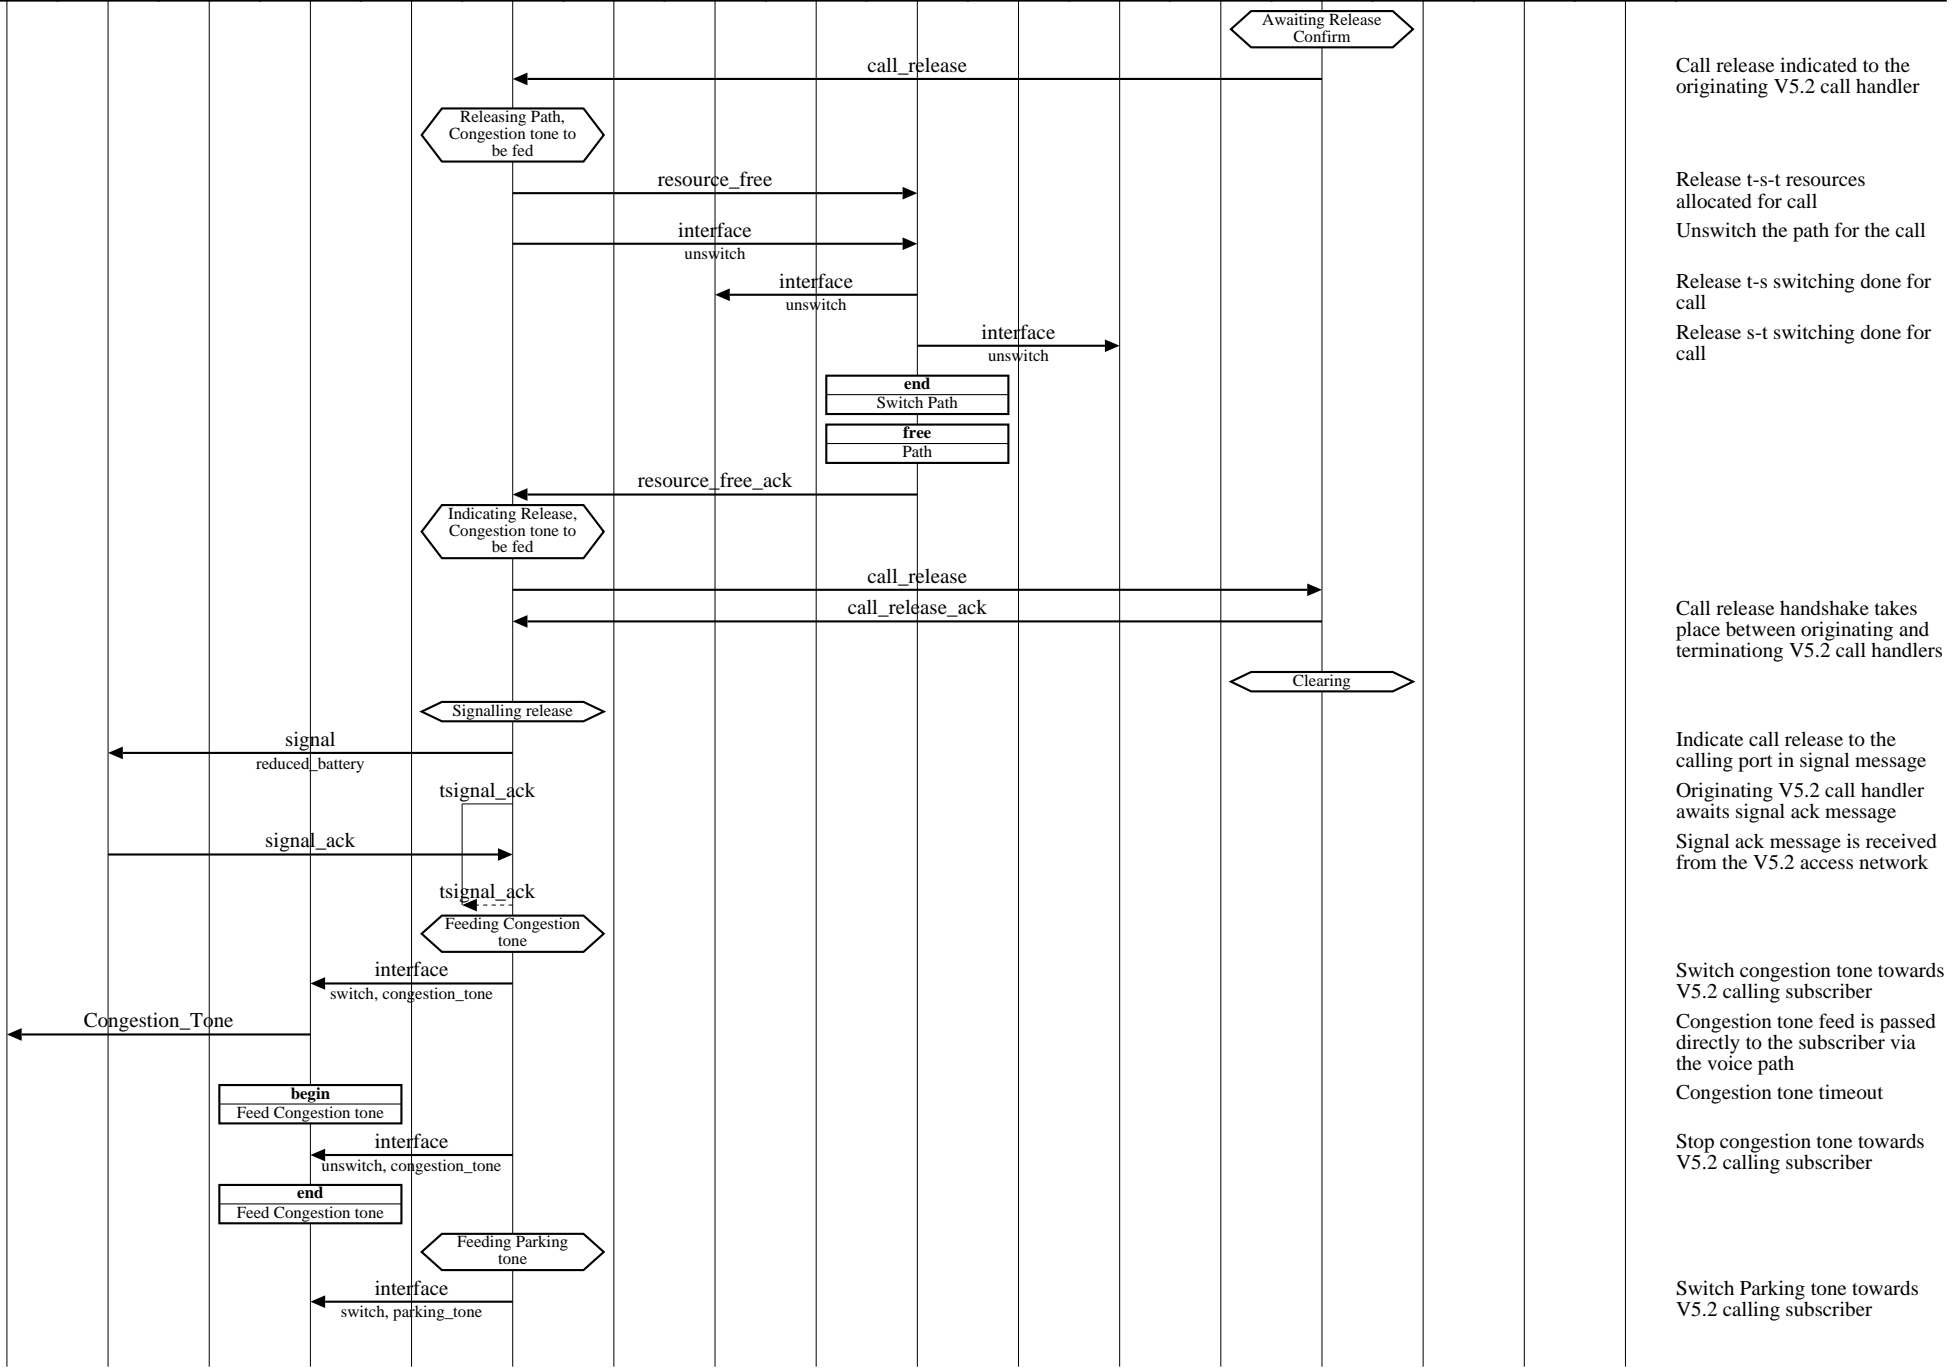 Awaiting Release
Confirm
call_release
Call release indicated to the
originating V5.2 call handler
Releasing Path,
Congestion tone to
be fed
resource_free
Release t-s-t resources
allocated for call
interface
unswitch
Unswitch the path for the call
interface
unswitch
Release t-s switching done for
call
interface
unswitch
Release s-t switching done for
call
end
Switch Path
free
Path
resource_free_ack
Indicating Release,
Congestion tone to
be fed
call_release
call_release_ack
Call release handshake takes
place between originating and
terminationg V5.2 call handlers
Clearing
Signalling release
signal
reduced_battery
Indicate call release to the
calling port in signal message
tsignal_ack
Originating V5.2 call handler
awaits signal ack message
signal_ack
Signal ack message is received
from the V5.2 access network
tsignal_ack
Feeding Congestion
tone
interface
switch, congestion_tone
Switch congestion tone towards
V5.2 calling subscriber
Congestion_Tone
Congestion tone feed is passed
directly to the subscriber via
the voice path
begin
Feed Congestion tone
Congestion tone timeout
interface
unswitch, congestion_tone
Stop congestion tone towards
V5.2 calling subscriber
end
Feed Congestion tone
Feeding Parking
tone
interface
switch, parking_tone
Switch Parking tone towards
V5.2 calling subscriber